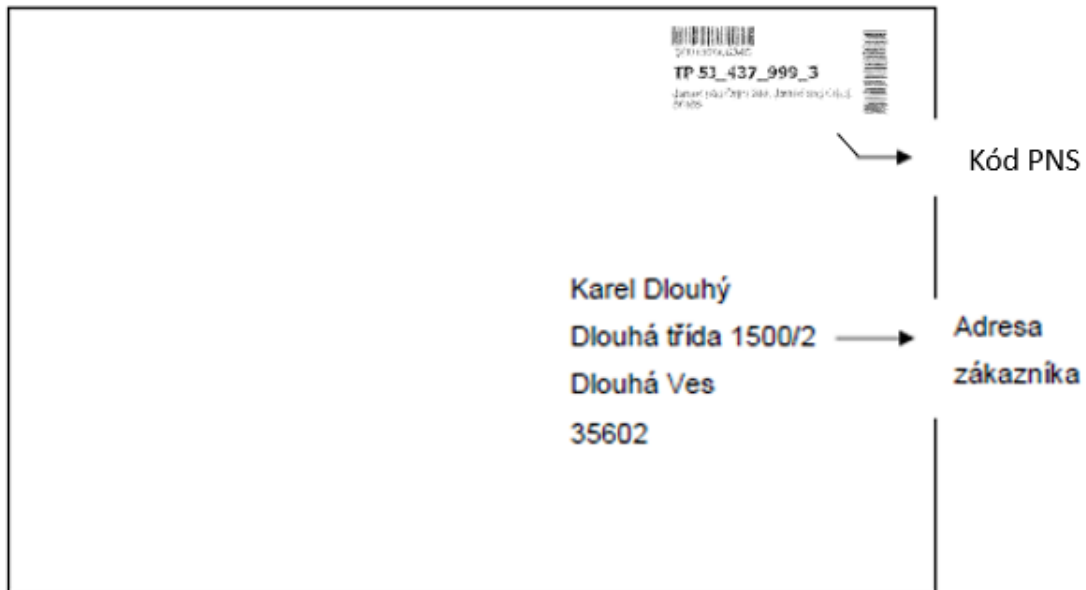 TP 53_437_999_3
Kód PNS
Karel Dlouhý
Dlouhá třída 1500/2
Dlouhá Ves
35602
Adresa
zákazníka